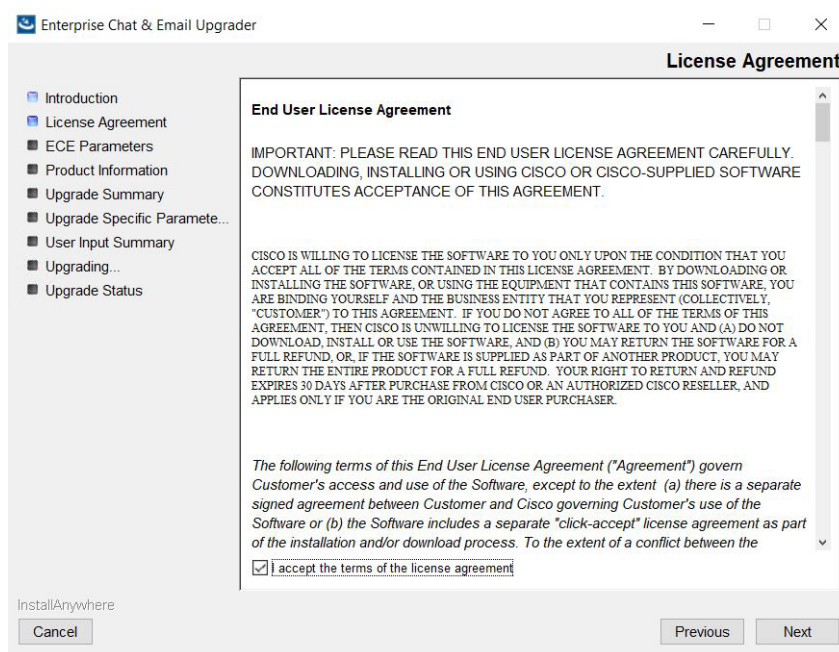 Enterprise Chat & Email Upgrader
License Agreement
Introduction
License Agreement
ECE Parameters
Product Information
Upgrade Summary
Upgrade Specific Paramete...
User Input Summary
Upgrading...
Upgrade Status
End User License Agreement
IMPORTANT: PLEASE READ THIS END USER LICENSE AGREEMENT CAREFULLY.
DOWNLOADING, INSTALLING OR USING CISCO OR CISCO-SUPPLIED SOFTWARE
CONSTITUTES ACCEPTANCE OF THIS AGREEMENT.
CISCO IS WILLING TO LICENSE THE SOFTWARE TO YOU ONLY UPON THE CONDITION THAT YOU
ACCEPT ALL OF THE TERMS CONTAINED IN THIS LICENSE AGREEMENT. BY DOWNLOADING OR
INSTALLING THE SOFTWARE, OR USING THE EQUIPMENT THAT CONTAINS THIS SOFTWARE, YOU
ARE BINDING YOURSELF AND THE BUSINESS ENTITY THAT YOU REPRESENT (COLLECTIVELY,
"CUSTOMER") TO THIS AGREEMENT. IF YOU DO NOT AGREE TO ALL OF THE TERMS OF THIS
AGREEMENT, THEN CISCO IS UNWILLING TO LICENSE THE SOFTWARE TO YOU AND (A) DO NOT
DOWNLOAD, INSTALL OR USE THE SOFTWARE, AND (B) YOU MAY RETURN THE SOFTWARE FOR A
FULL REFUND, OR, IF THE SOFTWARE IS SUPPLIED AS PART OF ANOTHER PRODUCT, YOU MAY
RETURN THE ENTIRE PRODUCT FOR A FULL REFUND. YOUR RIGHT TO RETURN AND REFUND
EXPIRES 30 DAYS AFTER PURCHASE FROM CISCO OR AN AUTHORIZED CISCO RESELLER, AND
APPLIES ONLY IF YOU ARE THE ORIGINAL END USER PURCHASER.
The following terms of this End User License Agreement ("Agreement") govern
Customer's access and use of the Software, except to the extent (a) there is a separate
signed agreement between Customer and Cisco governing Customer's use of the
Software or (b) the Software includes a separate "click-accept" license agreement as part
of the installation and/or download process. To the extent of a conflict between the
I accept the terms of the license agreement
InstallAnywhere
Cancel
Previous
Next